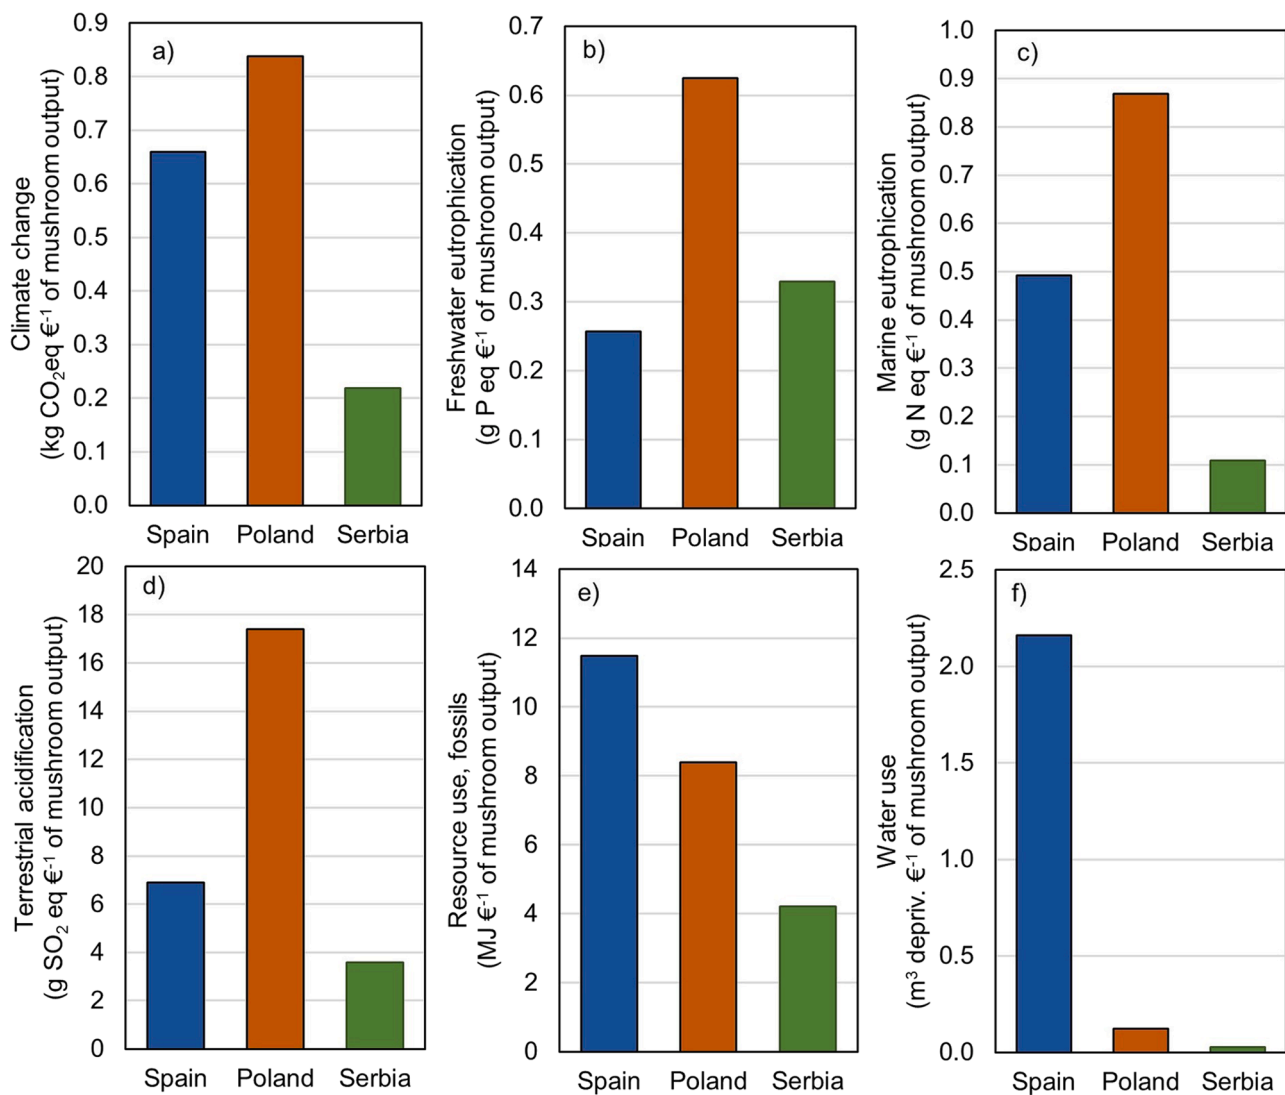 a)
Climate change
(kg CO₂eq €⁻¹ of mushroom output)
0.9
0.8
0.7
0.6
0.5
0.4
0.3
0.2
0.1
0.0
Spain Poland Serbia
b)
Freshwater eutrophication
(g P eq €⁻¹ of mushroom output)
0.7
0.6
0.5
0.4
0.3
0.2
0.1
0.0
Spain Poland Serbia
c)
Marine eutrophication
(g N eq €⁻¹ of mushroom output)
1.0
0.9
0.8
0.7
0.6
0.5
0.4
0.3
0.2
0.1
0.0
Spain Poland Serbia
d)
Terrestrial acidification
(g SO₂ eq €⁻¹ of mushroom output)
20
18
16
14
12
10
8
6
4
2
0
Spain Poland Serbia
e)
Resource use, fossils
(MJ €⁻¹ of mushroom output)
14
12
10
8
6
4
2
0
Spain Poland Serbia
f)
Water use
(m³ depriv. €⁻¹ of mushroom output)
2.5
2.0
1.5
1.0
0.5
0.0
Spain Poland Serbia